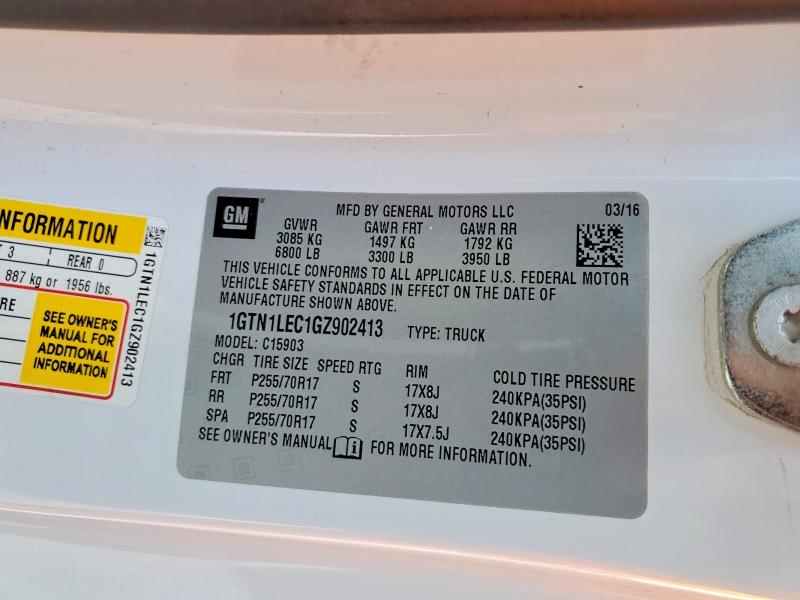 NFORMATION
T 3 REAR 0
887 kg or 1956 lbs.
SEE OWNER'S
MANUAL FOR
ADDITIONAL
INFORMATION
1GTN1LEC1GZ902413
GM
MFD BY GENERAL MOTORS LLC 03/16
GVWR GAWR FRT GAWR RR
3085 KG 1497 KG 1792 KG
6800 LB 3300 LB 3950 LB
THIS VEHICLE CONFORMS TO ALL APPLICABLE U.S. FEDERAL MOTOR
VEHICLE SAFETY STANDARDS IN EFFECT ON THE DATE OF
MANUFACTURE SHOWN ABOVE.
1GTN1LEC1GZ902413 TYPE: TRUCK
MODEL: C15903
CHGR TIRE SIZE SPEED RTG RIM COLD TIRE PRESSURE
FRT P255/70R17 S 17X8J 240KPA(35PSI)
RR P255/70R17 S 17X8J 240KPA(35PSI)
SPA P255/70R17 S 17X7.5J 240KPA(35PSI)
SEE OWNER'S MANUAL FOR MORE INFORMATION.